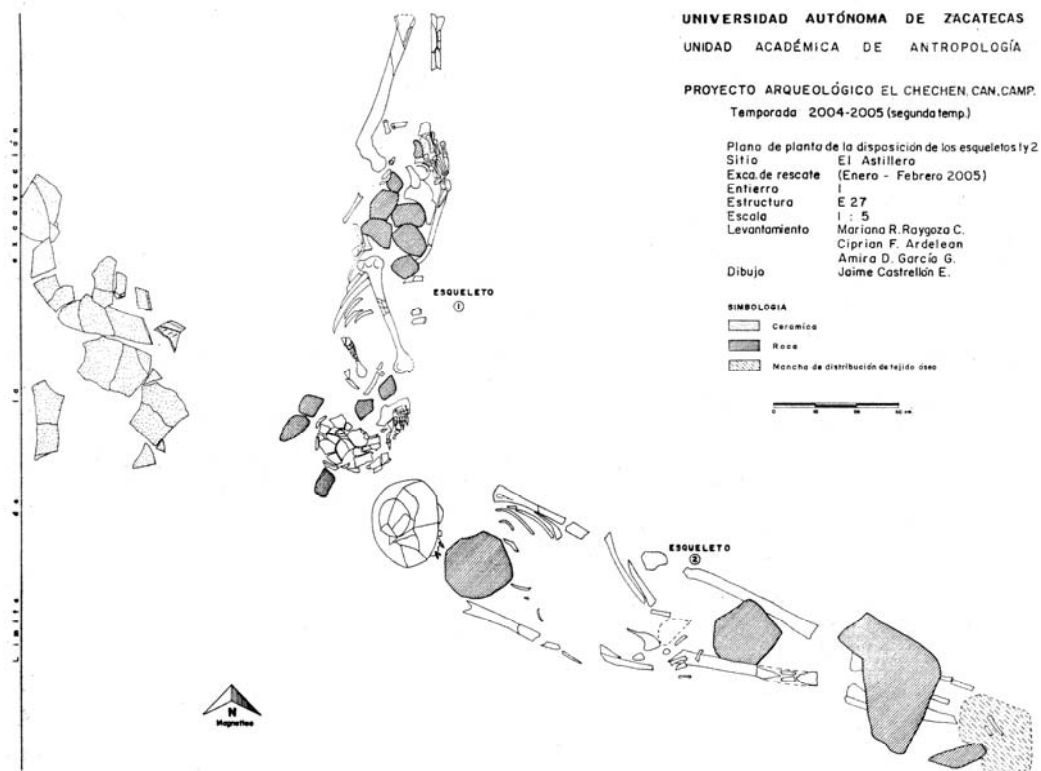 UNIVERSIDAD AUTÓNOMA DE ZACATECAS
UNIDAD ACADÉMICA DE ANTROPOLOGÍA
PROYECTO ARQUEOLÓGICO EL CHECHEN, CAN, CAMP.
Temporada 2004-2005 (segunda temp.)
Plano de planta de la disposición de los esqueletos 1 y 2
Sitio El Astillero
Exca. de rescate (Enero - Febrero 2005)
Entierro I
Estructura E 27
Escala 1 : 5
Levantamiento Mariana R. Raygoza C.
Ciprian F. Ardelean
Amira D. García G.
Dibujo Jaime Castrellón E.
SIMBOLOGIA
Ceramica
Roca
Mancha de distribución de tejido óseo
ESQUELETO
1
ESQUELETO
2
Límite de la excavación
N
Magnetico